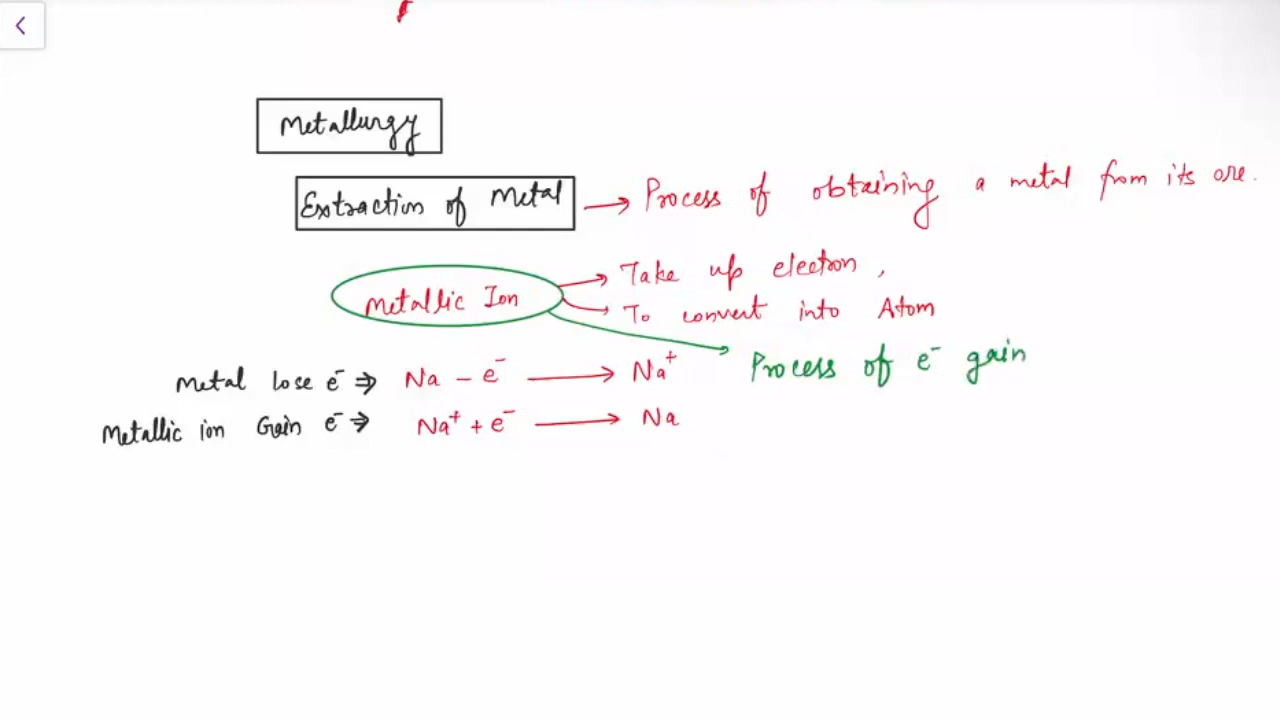 Metallurgy
Extraction of Metal → Process of obtaining a metal from its ore.
Metallic Ion → Take up electron,
→ To convert into Atom
→ Process of e⁻ gain
Metal lose e⁻ ⇒ Na – e⁻ → Na⁺
Metallic ion Gain e⁻ ⇒ Na⁺ + e⁻ → Na